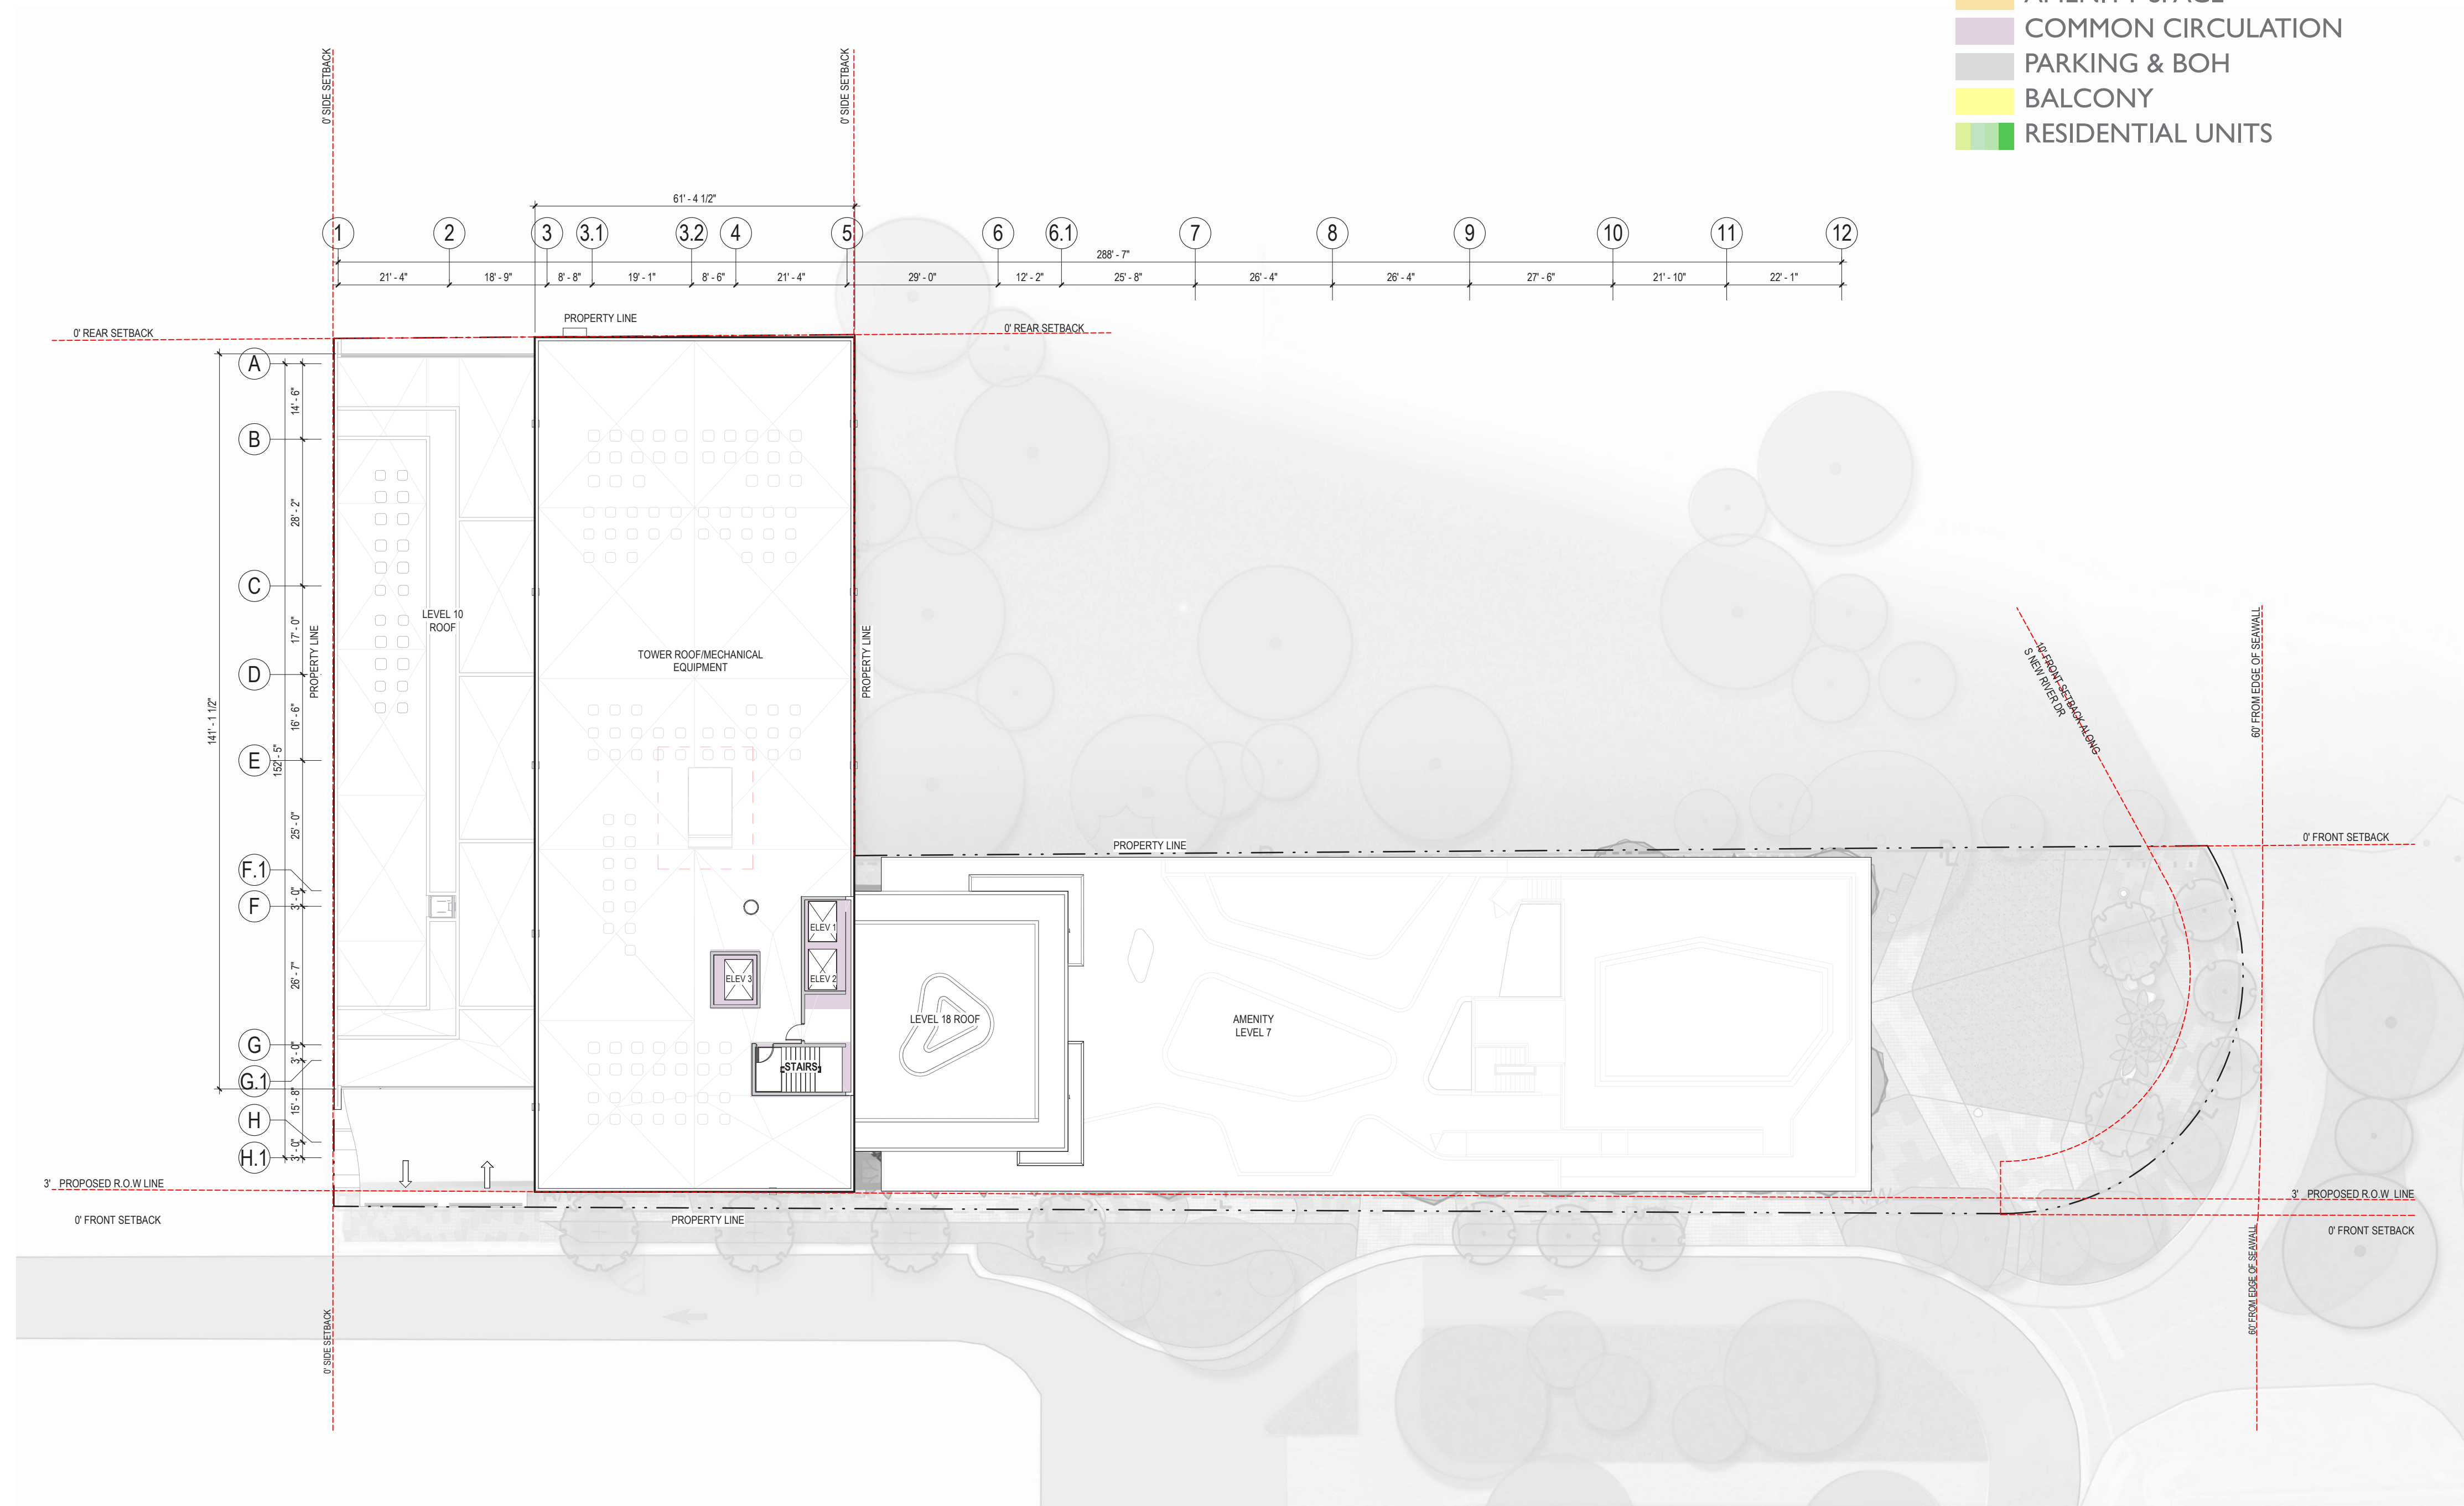 AMENITY SPACE
COMMON CIRCULATION
PARKING & BOH
BALCONY
RESIDENTIAL UNITS
0' SIDE SETBACK
0' SIDE SETBACK
61' - 4 1/2"
1
2
3
3.1
3.2
4
5
6
6.1
7
8
9
10
11
12
288' - 7"
21' - 4"
18' - 9"
8' - 8"
19' - 1"
8' - 6"
21' - 4"
29' - 0"
12' - 2"
25' - 8"
26' - 4"
26' - 4"
27' - 6"
21' - 10"
22' - 1"
PROPERTY LINE
0' REAR SETBACK
0' REAR SETBACK
A
B
C
D
E
F.1
F
G
G.1
H
H.1
14' - 6"
28' - 2"
17' - 0"
16' - 6"
25' - 0"
3' - 0"
26' - 7"
3' - 0"
15' - 8"
3' - 0"
141' - 1 1/2"
152' - 5"
PROPERTY LINE
LEVEL 10
ROOF
TOWER ROOF/MECHANICAL
EQUIPMENT
PROPERTY LINE
10' FRONT SETBACK ALONG
S NEW RIVER DR
60' FROM EDGE OF SEAWALL
0' FRONT SETBACK
PROPERTY LINE
ELEV 1
ELEV 2
ELEV 3
STAIRS
LEVEL 18 ROOF
AMENITY
LEVEL 7
3' PROPOSED R.O.W LINE
0' FRONT SETBACK
PROPERTY LINE
3' PROPOSED R.O.W LINE
0' FRONT SETBACK
0' SIDE SETBACK
60' FROM EDGE OF SEAWALL